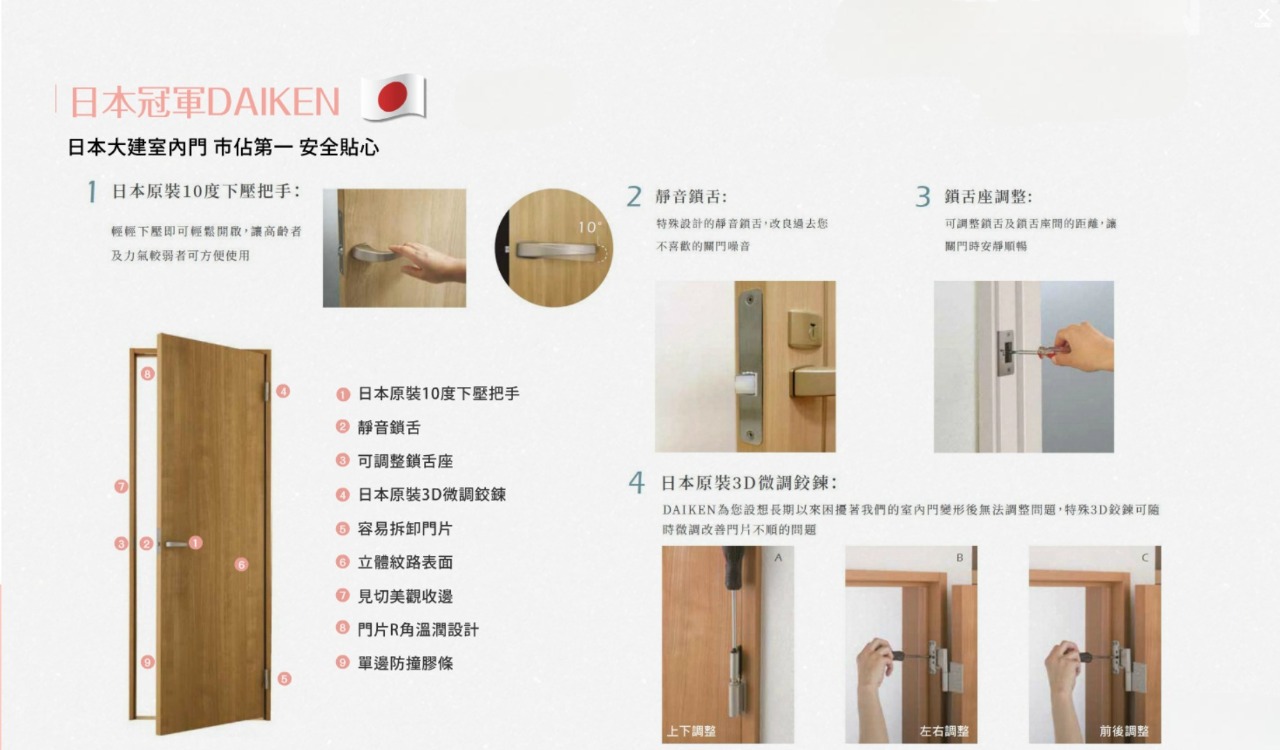 日本冠軍DAIKEN
日本大建室內門 市佔第一 安全貼心
1 日本原裝10度下壓把手：
輕輕下壓即可輕鬆開啟，讓高齡者
及力氣較弱者可方便使用
10°
2 靜音鎖舌：
特殊設計的靜音鎖舌，改良過去您
不喜歡的關門噪音
3 鎖舌座調整：
可調整鎖舌及鎖舌座間的距離，讓
關門時安靜順暢
8
4
7
3
2
1
6
9
5
1 日本原裝10度下壓把手
2 靜音鎖舌
3 可調整鎖舌座
4 日本原裝3D微調鉸鍊
5 容易拆卸門片
6 立體紋路表面
7 見切美觀收邊
8 門片R角溫潤設計
9 單邊防撞膠條
4 日本原裝3D微調鉸鍊：
DAIKEN為您設想長期以來困擾著我們的室內門變形後無法調整問題，特殊3D鉸鍊可隨
時微調改善門片不順的問題
A
上下調整
B
左右調整
C
前後調整